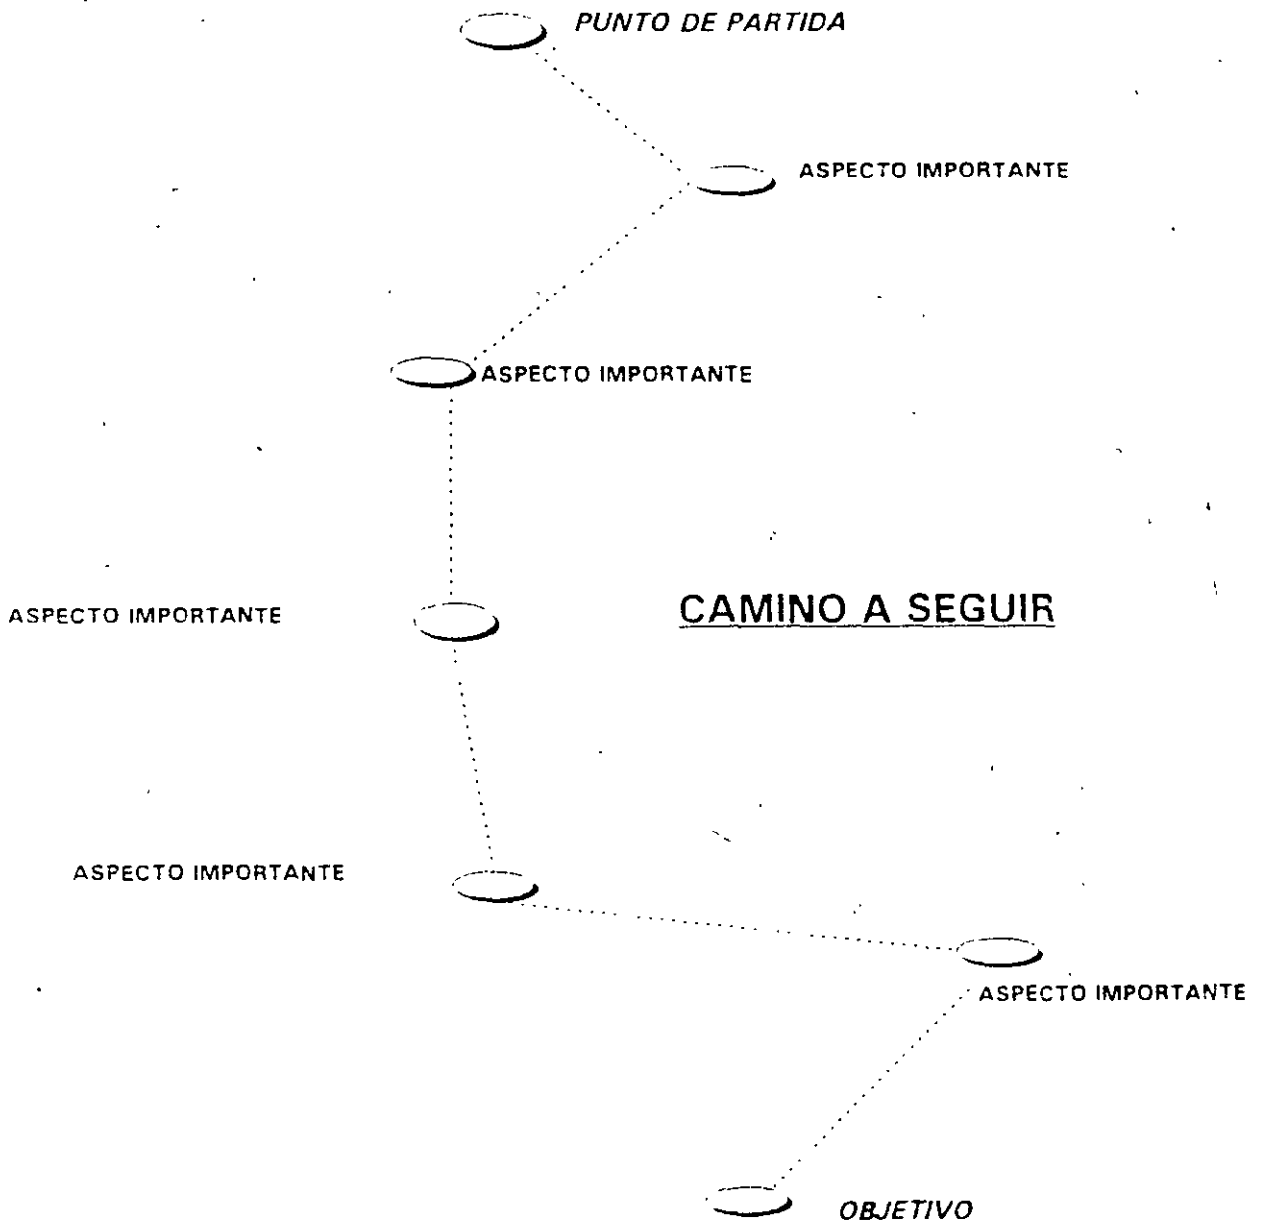 PUNTO DE PARTIDA
ASPECTO IMPORTANTE
ASPECTO IMPORTANTE
ASPECTO IMPORTANTE
CAMINO A SEGUIR
ASPECTO IMPORTANTE
ASPECTO IMPORTANTE
OBJETIVO